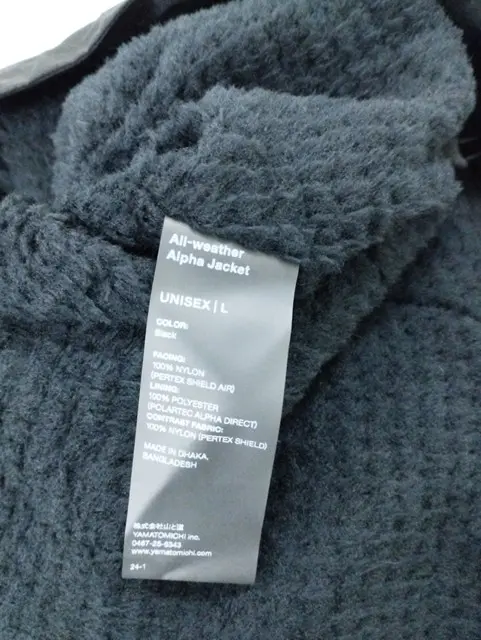 All-weather
Alpha Jacket
UNISEX | L
COLOR:
Black
FACING:
100% NYLON
(PERTEX SHIELD AIR)
LINING:
100% POLYESTER
(POLARTEC ALPHA DIRECT)
CONTRAST FABRIC:
100% NYLON (PERTEX SHIELD)
MADE IN DHAKA,
BANGLADESH
株式会社山と道
YAMATOMICHI inc.
0467-25-5343
www.yamatomichi.com
24-1